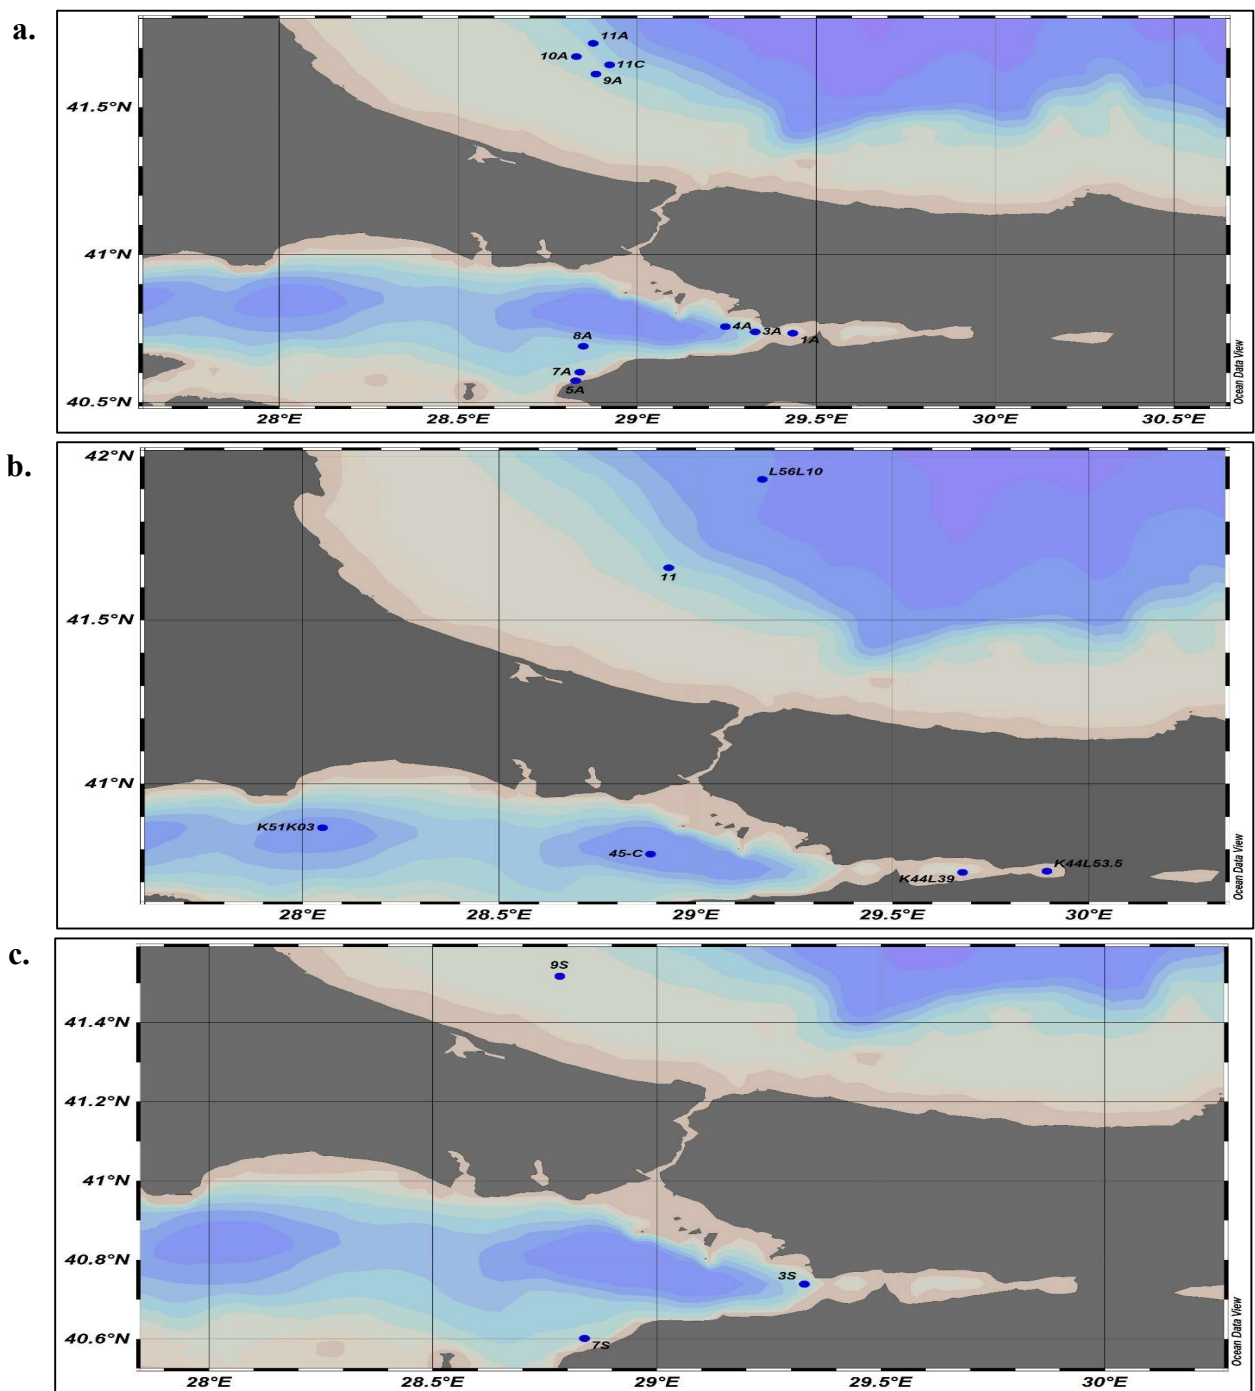 a.
11A
10A
11C
9A
41.5°N
41°N
4A
3A
1A
8A
7A
5A
40.5°N
28°E
28.5°E
29°E
29.5°E
30°E
30.5°E
Ocean Data View
b.
42°N
L56L10
11
41.5°N
41°N
K51K03
45-C
K44L39
K44L53.5
28°E
28.5°E
29°E
29.5°E
30°E
Ocean Data View
c.
9S
41.4°N
41.2°N
41°N
40.8°N
3S
40.6°N
7S
28°E
28.5°E
29°E
29.5°E
30°E
Ocean Data View